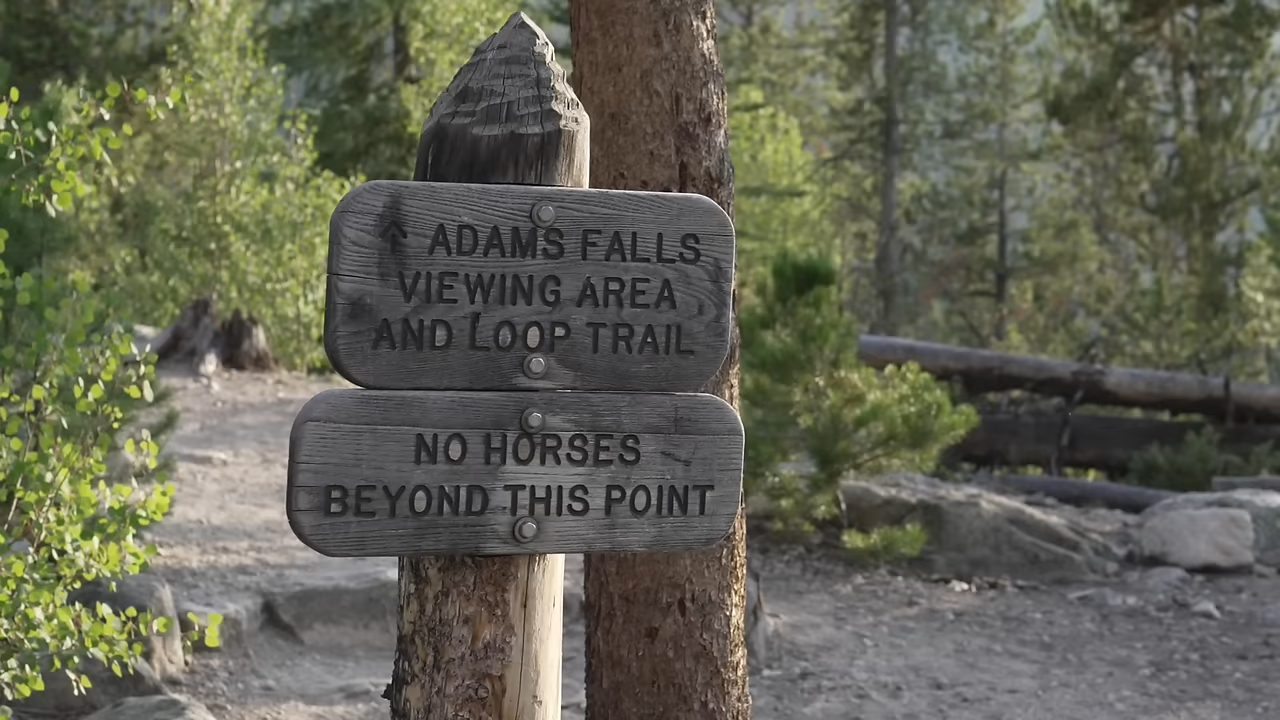 ↑ ADAMS FALLS
VIEWING AREA
AND LOOP TRAIL
NO HORSES
BEYOND THIS POINT